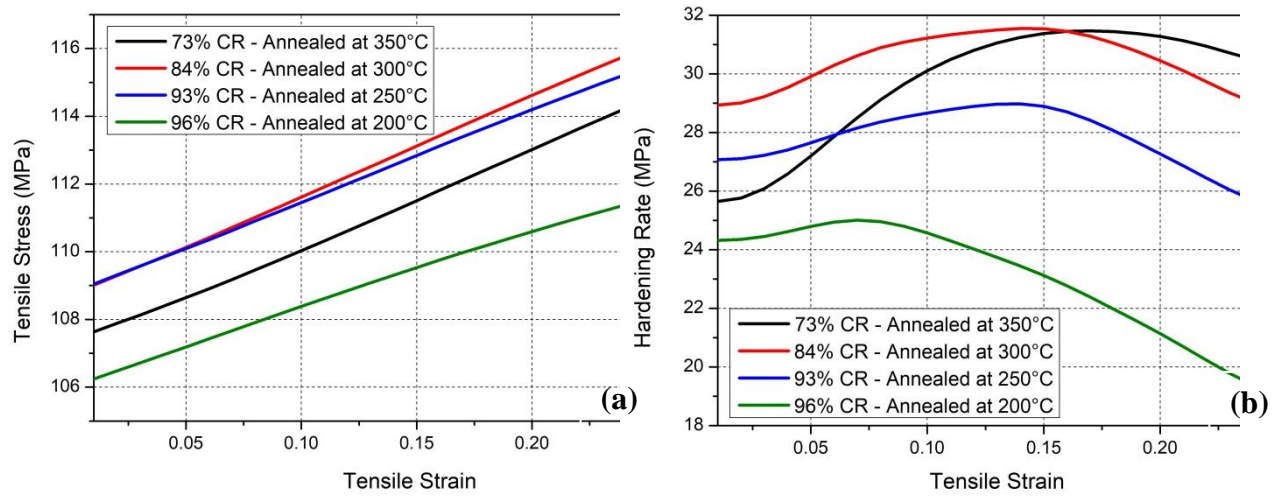 116
114
112
110
108
106
Tensile Stress (MPa)
73% CR - Annealed at 350°C
84% CR - Annealed at 300°C
93% CR - Annealed at 250°C
96% CR - Annealed at 200°C
(a)
0.05 0.10 0.15 0.20
Tensile Strain
32
30
28
26
24
22
20
18
Hardening Rate (MPa)
73% CR - Annealed at 350°C
84% CR - Annealed at 300°C
93% CR - Annealed at 250°C
96% CR - Annealed at 200°C
(b)
0.05 0.10 0.15 0.20
Tensile Strain